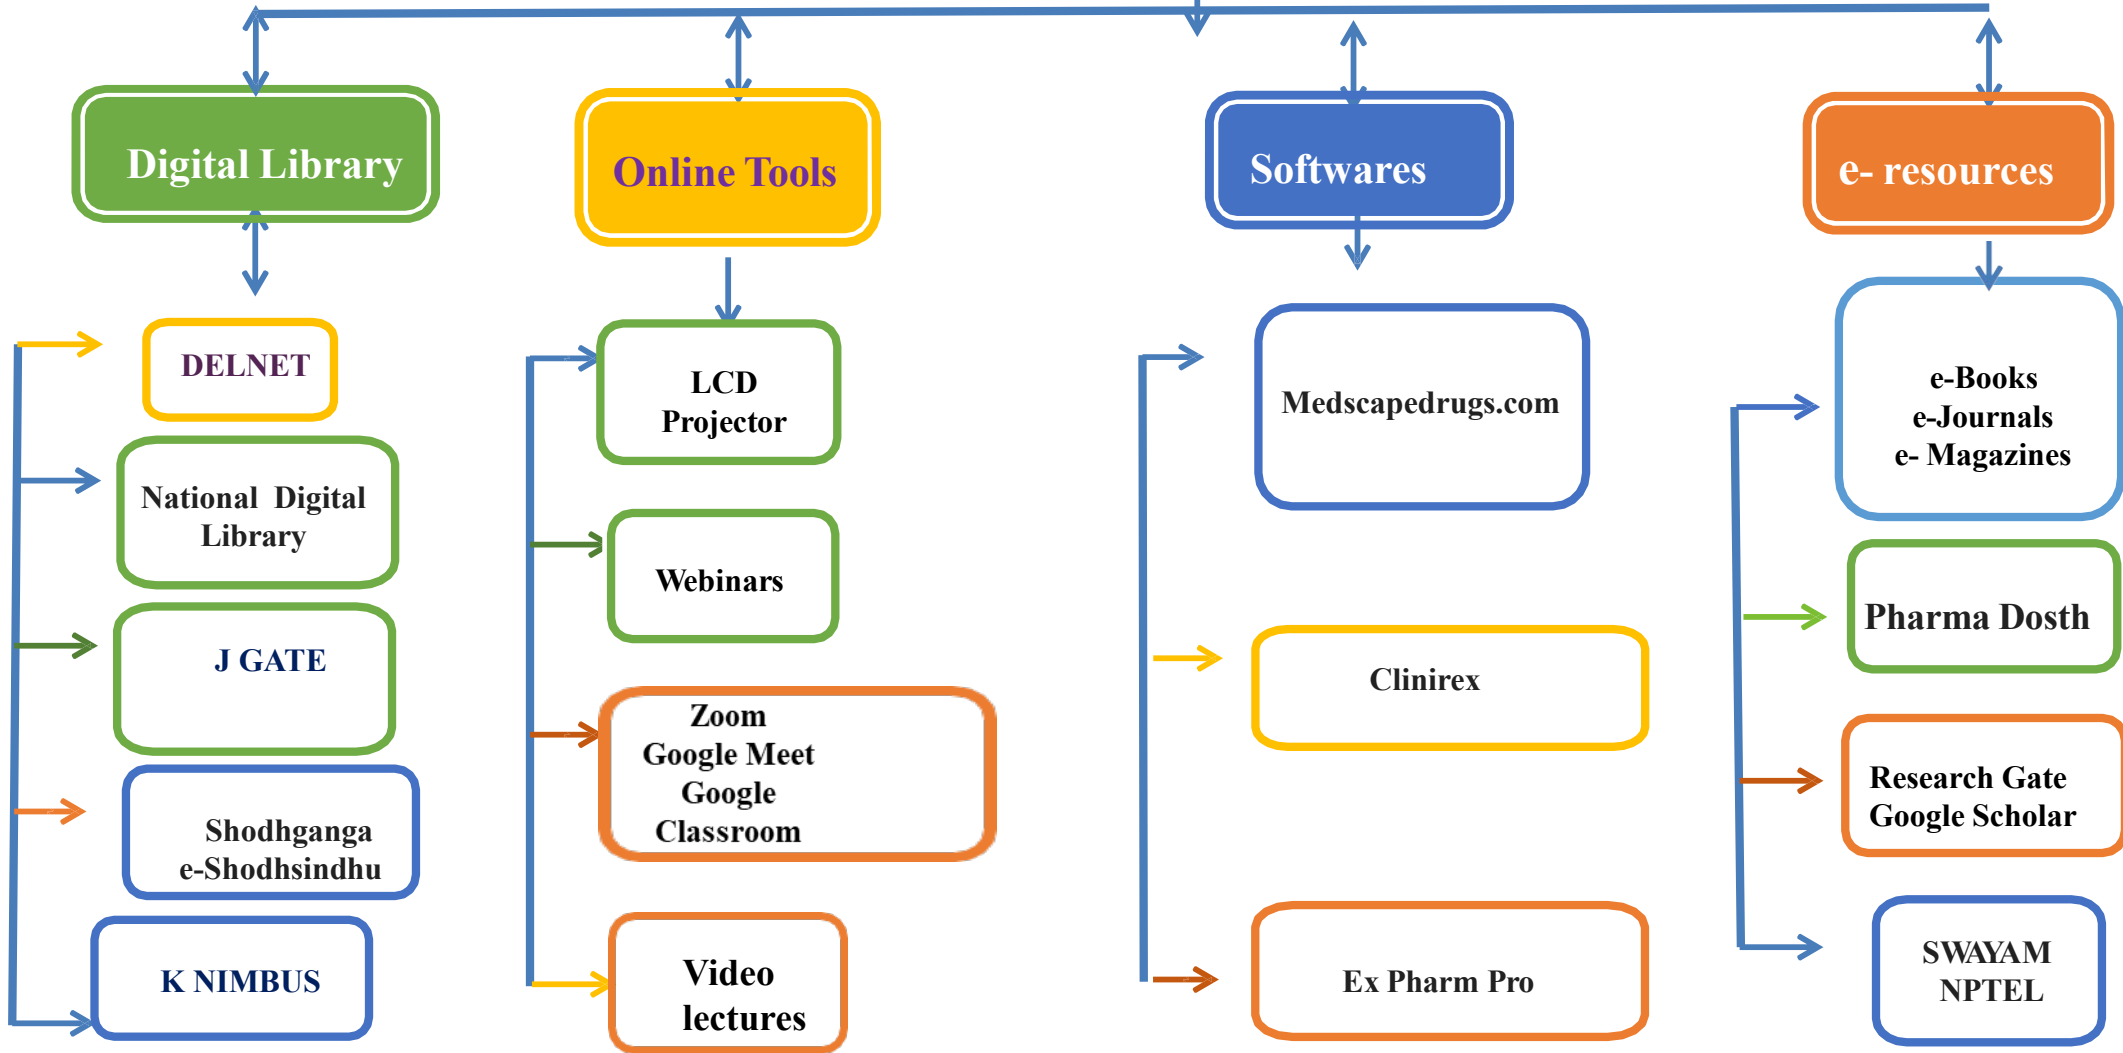 Digital Library
Online Tools
Softwares
e- resources
DELNET
National Digital
Library
J GATE
Shodhganga
e-Shodhsindhu
K NIMBUS
LCD
Projector
Webinars
Zoom
Google Meet
Google
Classroom
Video
lectures
Medscapedrugs.com
Clinirex
Ex Pharm Pro
e-Books
e-Journals
e- Magazines
Pharma Dosth
Research Gate
Google Scholar
SWAYAM
NPTEL